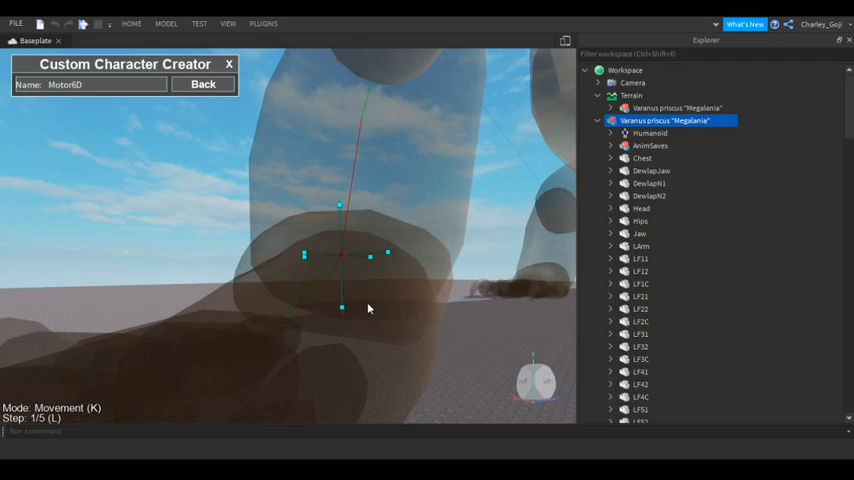 FILE HOME MODEL TEST VIEW PLUGINS What's New Charley_Goji
Baseplate Explorer
Custom Character Creator X
Name: Motor6D Back
Filter workspace (Ctrl+Shift+X)
Workspace
Camera
Terrain
Varanus priscus "Megalania"
Varanus priscus "Megalania"
Humanoid
AnimSaves
Chest
DewlapJaw
DewlapN1
DewlapN2
Head
Hips
Jaw
LArm
LF11
LF12
LF1C
LF21
LF22
LF2C
LF31
LF32
LF3C
LF41
LF42
LF4C
LF51
LF52
Y
Mode: Movement (K)
Step: 1/5 (L)
Run a command